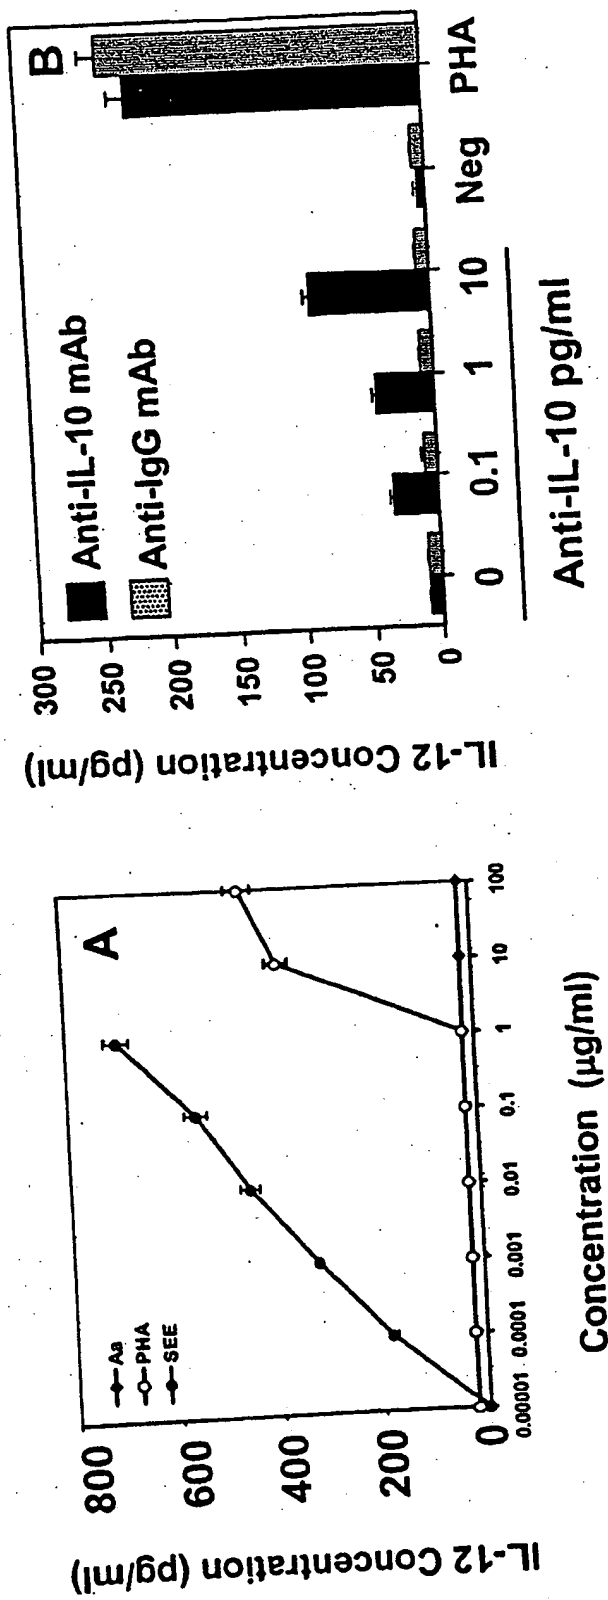 A
Aa
PHA
SEE
800
600
400
200
0
0.00001 0.0001 0.001 0.01 0.1 1 10 100
IL-12 Concentration (pg/ml)
Concentration (µg/ml)
B
Anti-IL-10 mAb
Anti-IgG mAb
300
250
200
150
100
50
0
0 0.1 1 10 Neg PHA
IL-12 Concentration (pg/ml)
Anti-IL-10 pg/ml